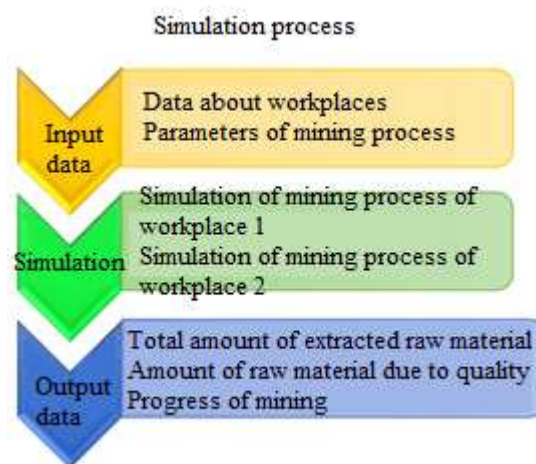 Simulation process
Input
data
Data about workplaces
Parameters of mining process
Simulation
Simulation of mining process of
workplace 1
Simulation of mining process of
workplace 2
Output
data
Total amount of extracted raw material
Amount of raw material due to quality
Progress of mining